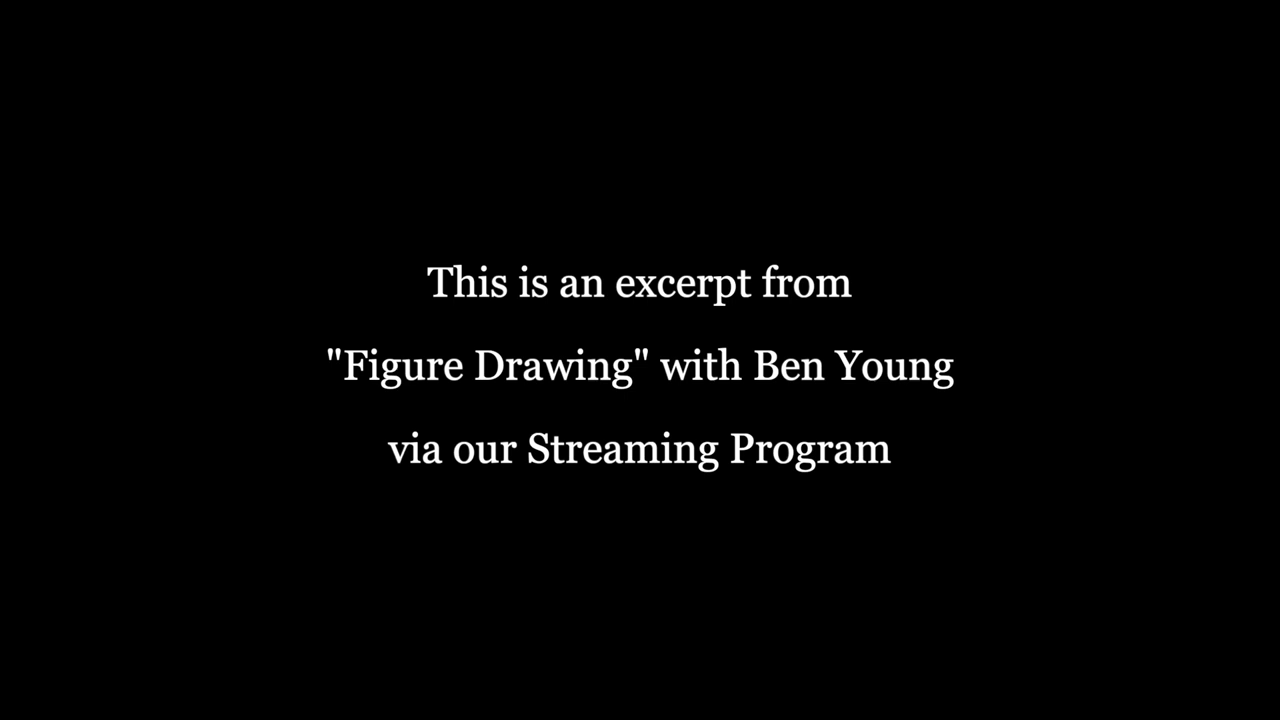 This is an excerpt from
"Figure Drawing" with Ben Young
via our Streaming Program